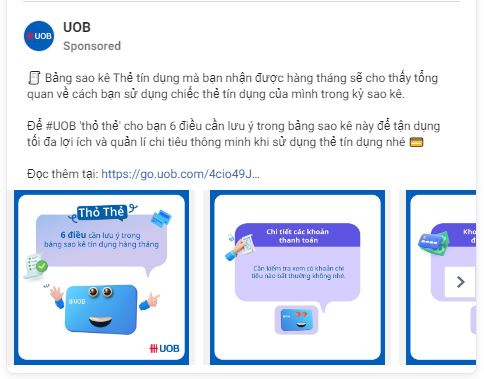 UOB
Sponsored
Bảng sao kê Thẻ tín dụng mà bạn nhận được hàng tháng sẽ cho thấy tổng
quan về cách bạn sử dụng chiếc thẻ tín dụng của mình trong kỳ sao kê.
Để #UOB 'thỏ thẻ' cho bạn 6 điều cần lưu ý trong bảng sao kê này để tận dụng
tối đa lợi ích và quản lí chi tiêu thông minh khi sử dụng thẻ tín dụng nhé
Đọc thêm tại: https://go.uob.com/4cio49J...
Thỏ Thẻ
6 điều cần lưu ý trong
bảng sao kê tín dụng hàng tháng
UOB
UOB
Chi tiết các khoản
thanh toán
Cần kiểm tra xem có khoản chi
tiêu nào bất thường không nhé.